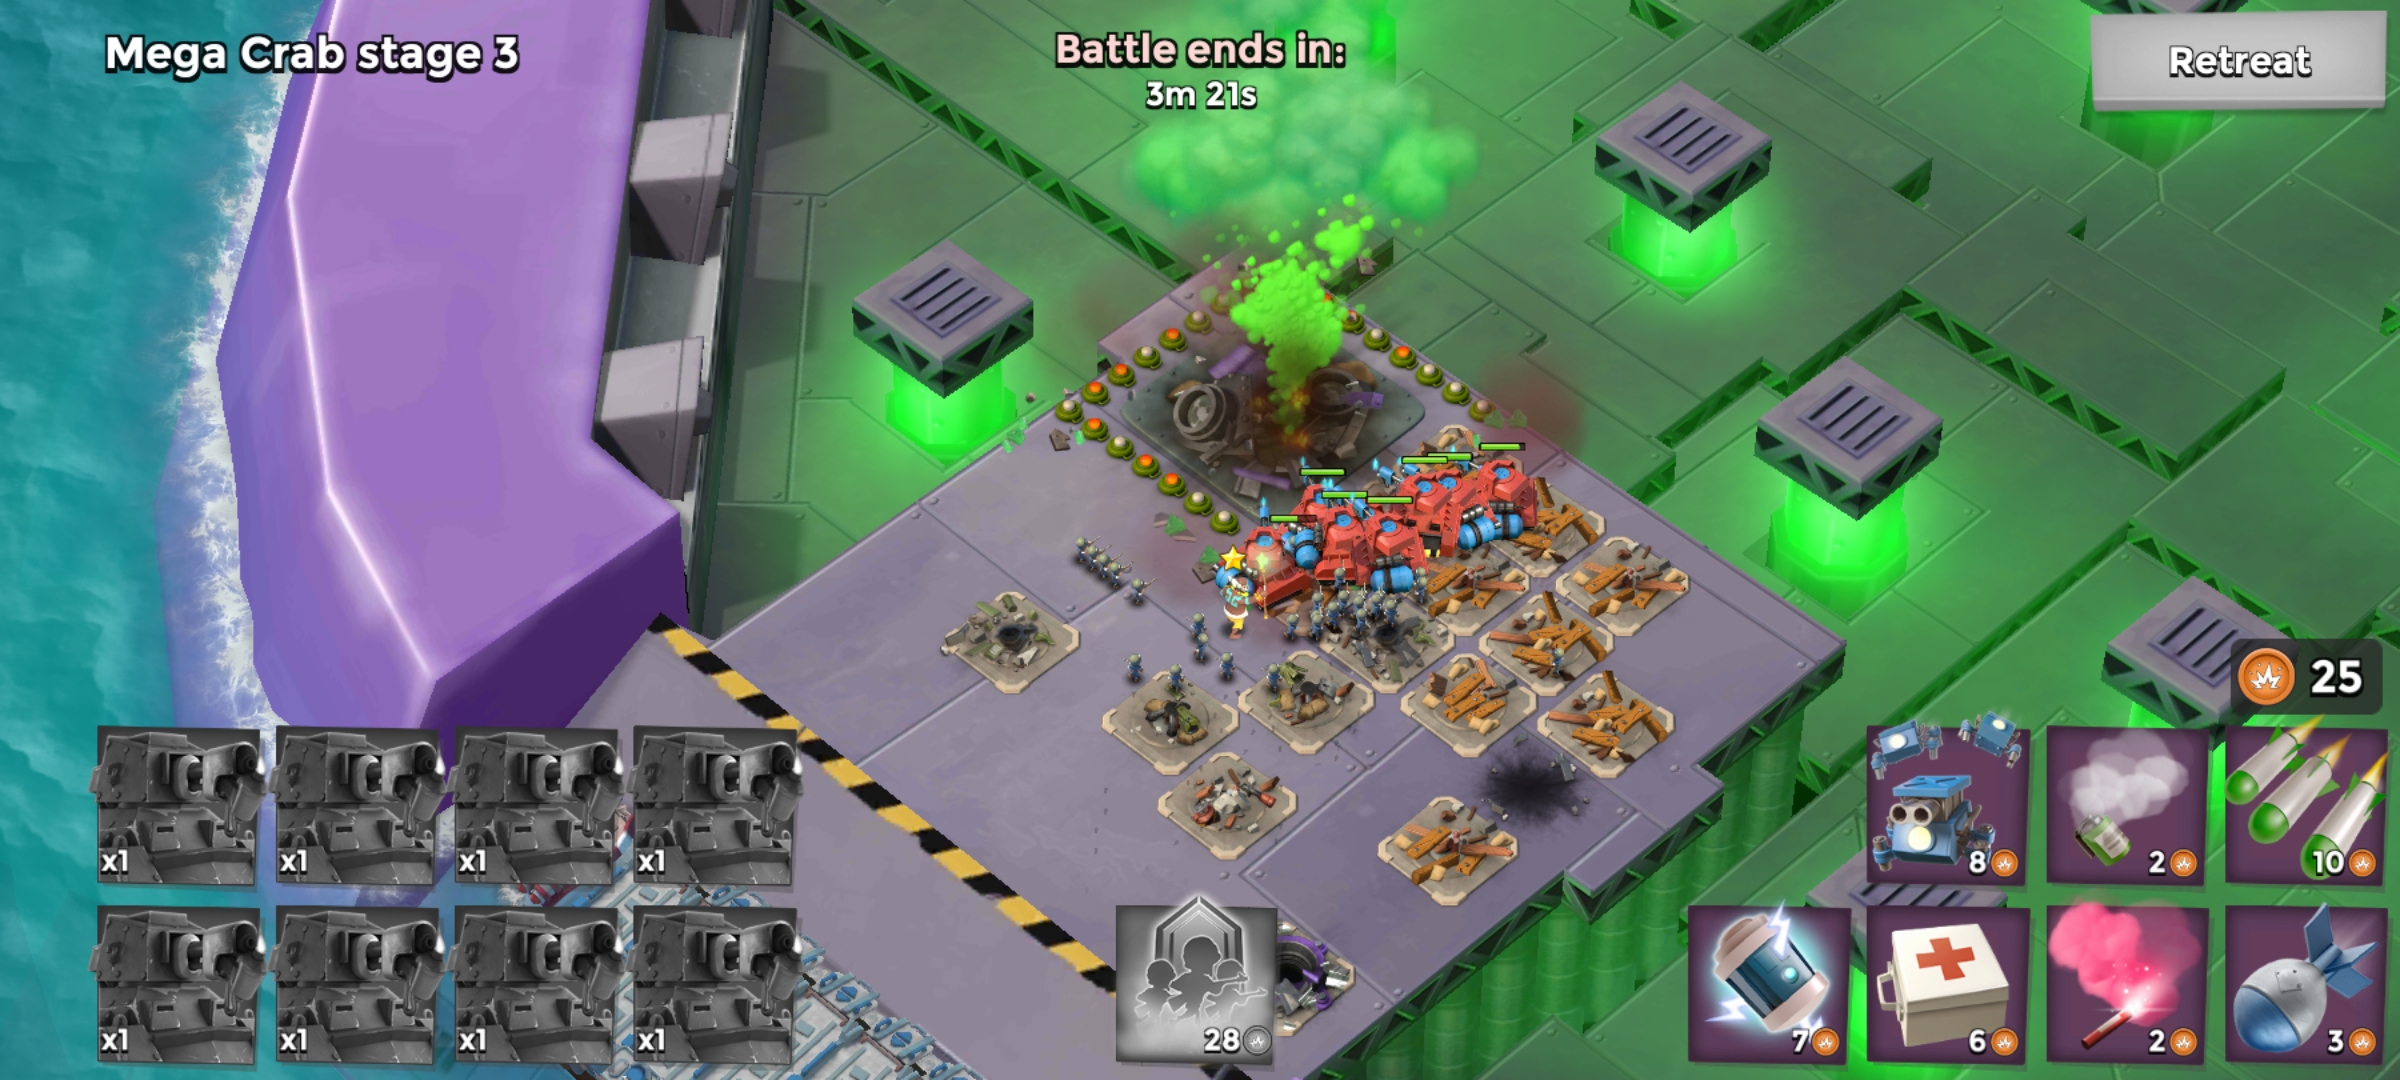 Mega Crab stage 3
Battle ends in:
3m 21s
Retreat
25
8
2
10
x1
x1
x1
x1
7
6
2
3
x1
x1
x1
x1
28